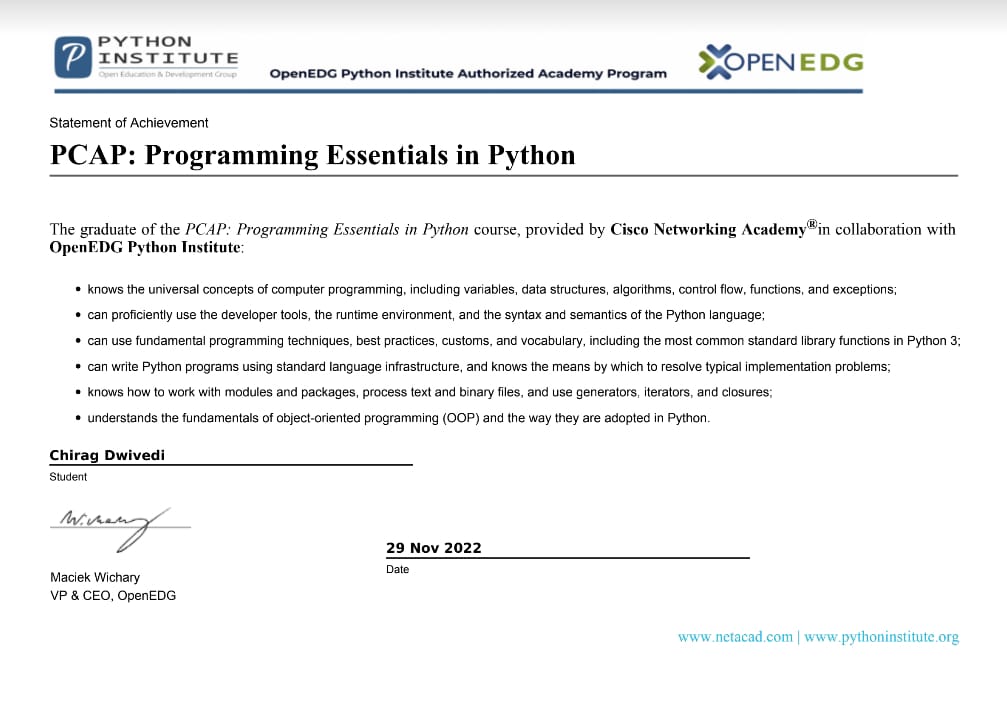 PYTHON
INSTITUTE
Open Education & Development Group
OpenEDG Python Institute Authorized Academy Program
OPENEDG
Statement of Achievement
PCAP: Programming Essentials in Python
The graduate of the PCAP: Programming Essentials in Python course, provided by Cisco Networking Academy®in collaboration with
OpenEDG Python Institute:
• knows the universal concepts of computer programming, including variables, data structures, algorithms, control flow, functions, and exceptions;
• can proficiently use the developer tools, the runtime environment, and the syntax and semantics of the Python language;
• can use fundamental programming techniques, best practices, customs, and vocabulary, including the most common standard library functions in Python 3;
• can write Python programs using standard language infrastructure, and knows the means by which to resolve typical implementation problems;
• knows how to work with modules and packages, process text and binary files, and use generators, iterators, and closures;
• understands the fundamentals of object-oriented programming (OOP) and the way they are adopted in Python.
Chirag Dwivedi
Student
29 Nov 2022
Date
Maciek Wichary
VP & CEO, OpenEDG
www.netacad.com | www.pythoninstitute.org